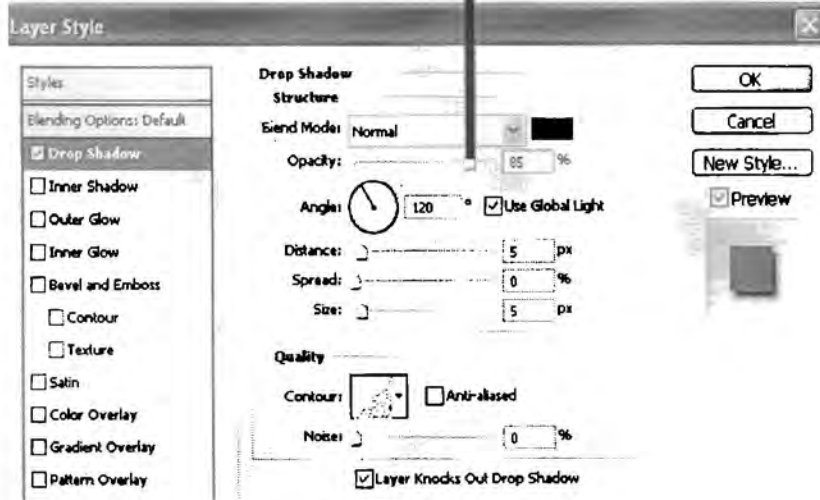 Layer Style
Styles
Blending Options: Default
Drop Shadow
Inner Shadow
Outer Glow
Inner Glow
Bevel and Emboss
Contour
Texture
Satin
Color Overlay
Gradient Overlay
Pattern Overlay
Drop Shadow
Structure
Blend Mode: Normal
Opacity: 85 %
Angle: 120 ° Use Global Light
Distance: 5 px
Spread: 0 %
Size: 5 px
Quality
Contour: Anti-aliased
Noise: 0 %
Layer Knocks Out Drop Shadow
OK
Cancel
New Style...
Preview